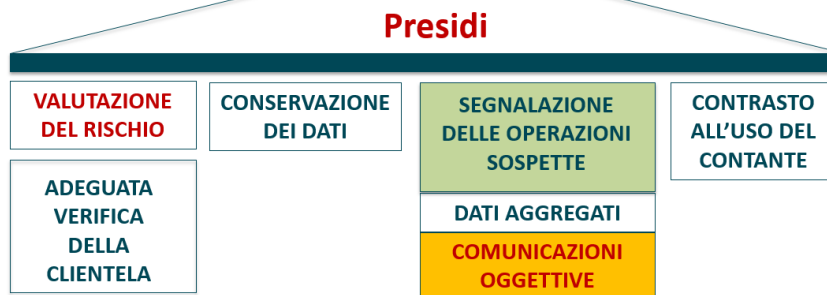 Presidi
VALUTAZIONE
DEL RISCHIO
ADEGUATA
VERIFICA
DELLA
CLIENTELA
CONSERVAZIONE
DEI DATI
SEGNALAZIONE
DELLE OPERAZIONI
SOSPETTE
DATI AGGREGATI
COMUNICAZIONI
OGGETTIVE
CONTRASTO
ALL’USO DEL
CONTANTE